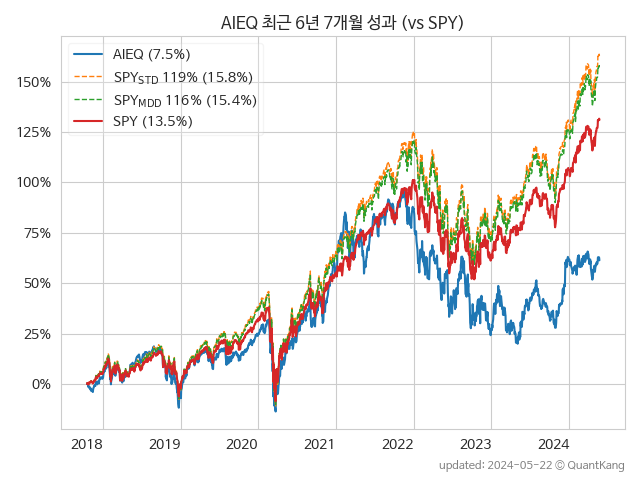 AIEQ 최근 6년 7개월 성과 (vs SPY)
AIEQ (7.5%)
SPY_STD 119% (15.8%)
SPY_MDD 116% (15.4%)
SPY (13.5%)
150%
125%
100%
75%
50%
25%
0%
2018 2019 2020 2021 2022 2023 2024
updated: 2024-05-22 © QuantKang